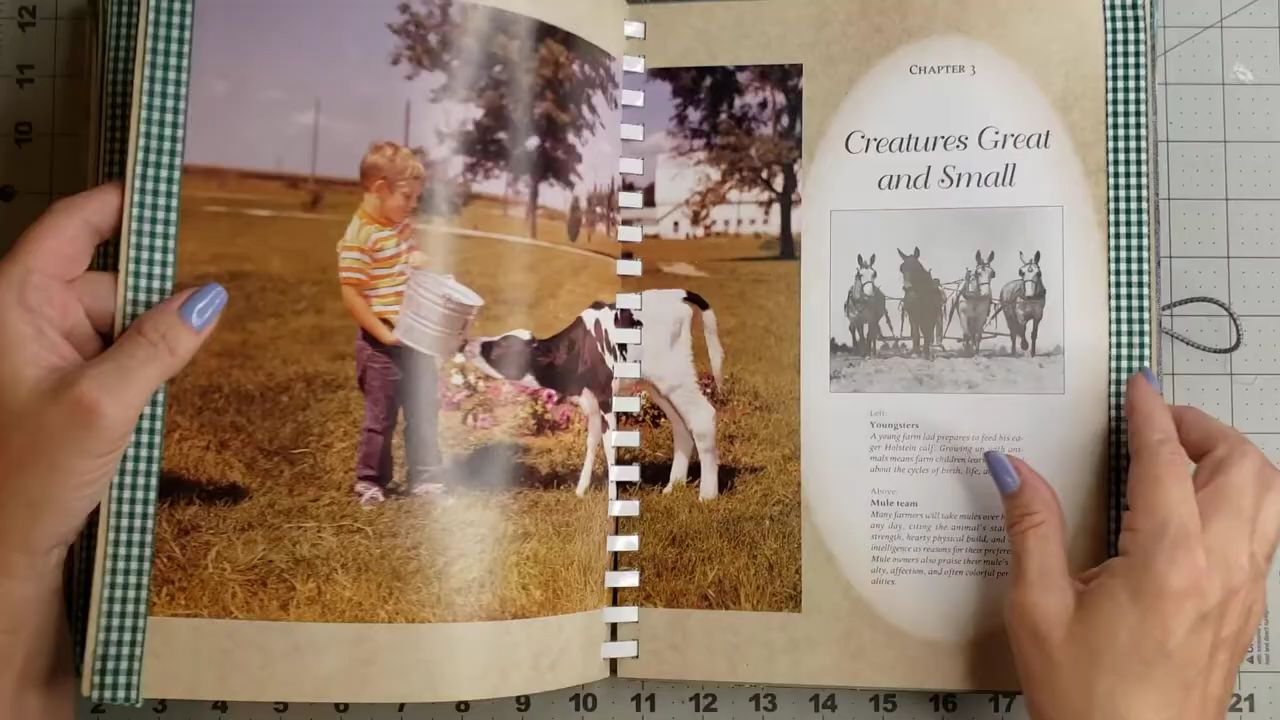 CHAPTER 3
Creatures Great
and Small
Left:
Youngsters
A young farm lad prepares to feed his ea-
ger Holstein calf. Growing up with ani-
mals means farm children
about the cycles of birth, life,
Above:
Mule team
Many farmers will take mules over
any day, citing the animal's
strength, hearty physical build, and
intelligence as reasons for their
Mule owners also praise their mule's
alty, affection, and often colorful per
alities.
12
11
10
2 3 4 5 6 7 8 9 10 11 12 13 14 15 16 17 21